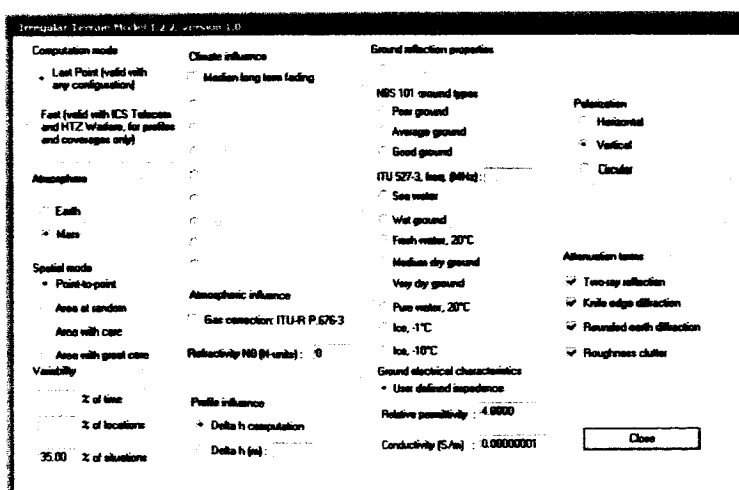 Irregular Terrain Model 1.2.2, version 1.0
Computation mode
Last Point (valid with
any configuration)
Fast (valid with ICS Telecom
and HTZ Warfare, for profiles
and coverages only)
Atmosphere
Earth
Mars
Spatial mode
Point-to-point
Area at random
Area with care
Area with great care
Variability
% of time
% of locations
35.00 % of situations
Climate influence
Median long term fading
Atmospheric influence
Gas correction: ITU-R P.676-3
Refractivity N0 (N-units) : 0
Profile influence
Delta h computation
Delta h (m) :
Ground reflection properties
NBS 101 ground types
Poor ground
Average ground
Good ground
ITU 527-3, freq. (MHz) :
Sea water
Wet ground
Fresh water, 20°C
Medium dry ground
Very dry ground
Pure water, 20°C
Ice, -1°C
Ice, -10°C
Ground electrical characteristics
User defined impedance
Relative permittivity : 4.0000
Conductivity (S/m) : 0.00000001
Polarization
Horizontal
Vertical
Circular
Attenuation terms
Two-ray reflection
Knife edge diffraction
Rounded earth diffraction
Roughness clutter
Close